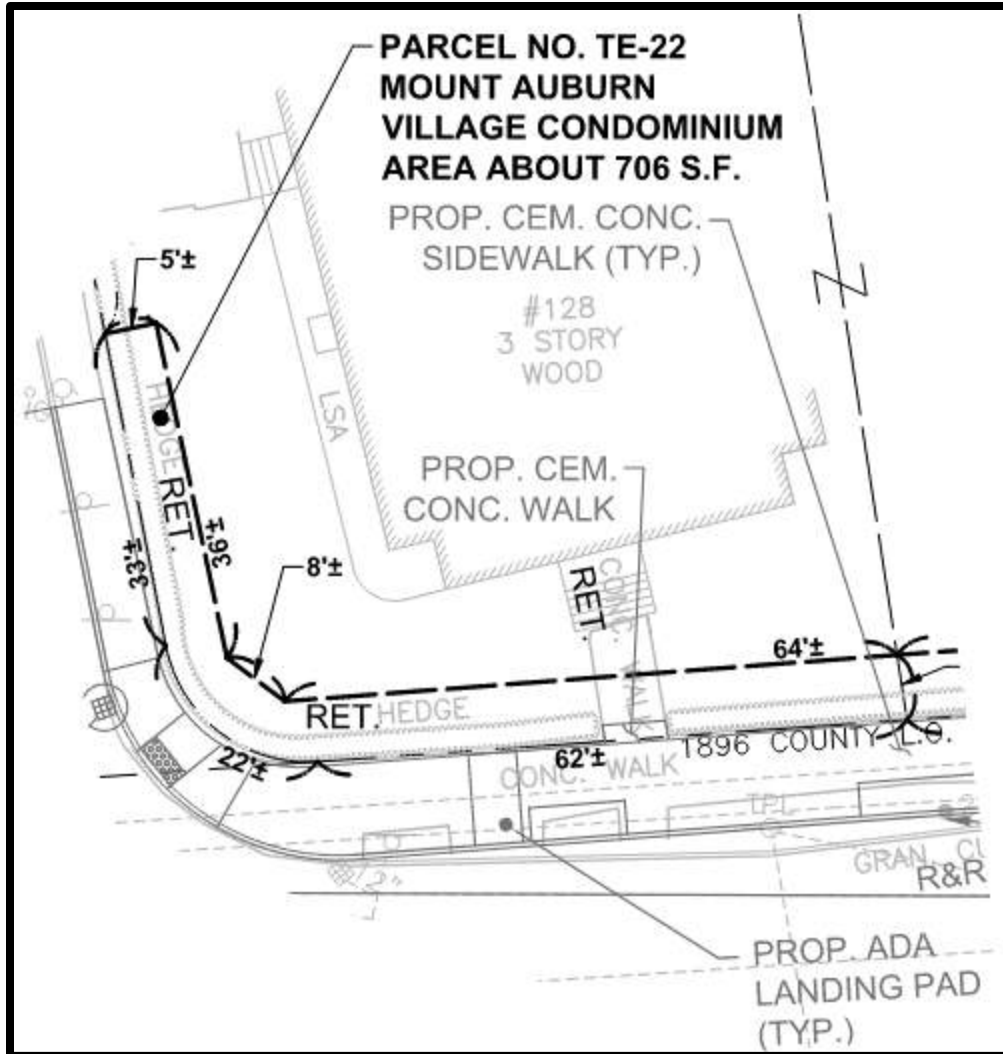 PARCEL NO. TE-22
MOUNT AUBURN
VILLAGE CONDOMINIUM
AREA ABOUT 706 S.F.
PROP. CEM. CONC.
SIDEWALK (TYP.)
5'±
#128
3 STORY
WOOD
HEDGE
RET.
LSA
PROP. CEM.
CONC. WALK
33'±
36'±
8'±
RET.
CONC. WALK
64'±
RET.
HEDGE
22'±
62'±
1896 COUNTY L.O.
CONC. WALK
TPL
12"
GRAN. CU
R&R
PROP. ADA
LANDING PAD
(TYP.)